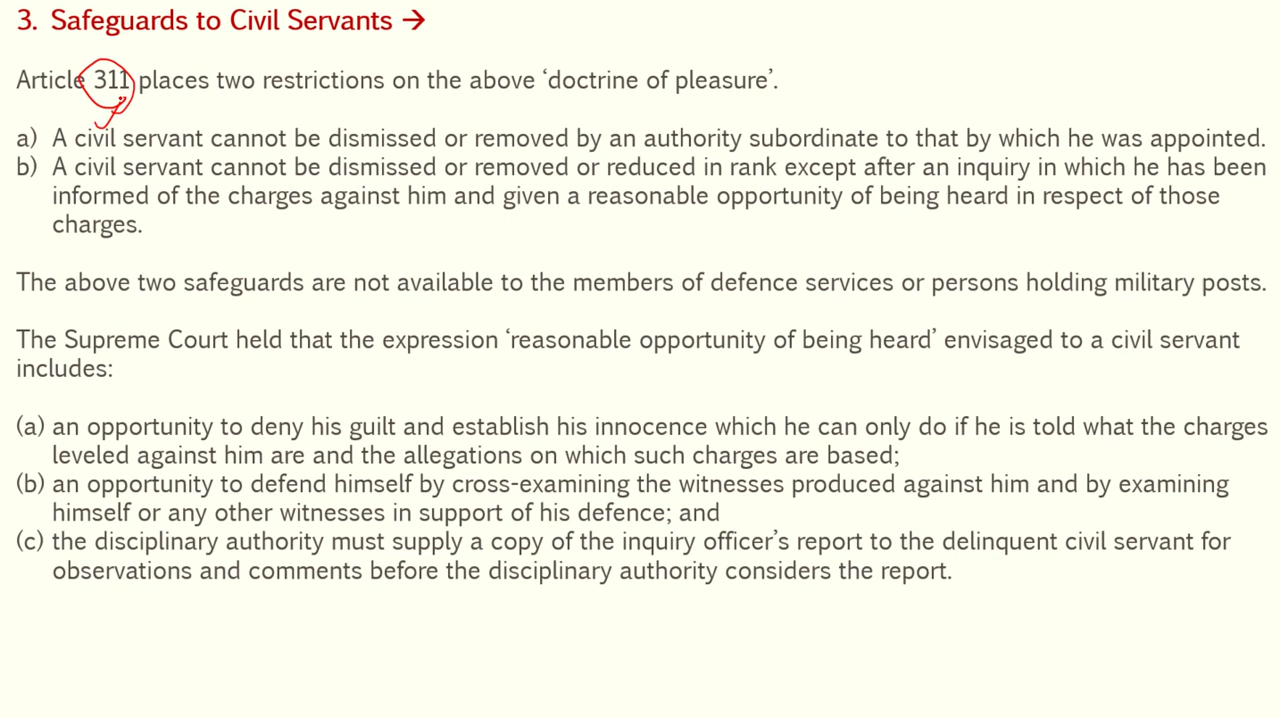 3. Safeguards to Civil Servants →
Article 311 places two restrictions on the above ‘doctrine of pleasure’.
a) A civil servant cannot be dismissed or removed by an authority subordinate to that by which he was appointed.
b) A civil servant cannot be dismissed or removed or reduced in rank except after an inquiry in which he has been
informed of the charges against him and given a reasonable opportunity of being heard in respect of those
charges.
The above two safeguards are not available to the members of defence services or persons holding military posts.
The Supreme Court held that the expression ‘reasonable opportunity of being heard’ envisaged to a civil servant
includes:
(a) an opportunity to deny his guilt and establish his innocence which he can only do if he is told what the charges
leveled against him are and the allegations on which such charges are based;
(b) an opportunity to defend himself by cross-examining the witnesses produced against him and by examining
himself or any other witnesses in support of his defence; and
(c) the disciplinary authority must supply a copy of the inquiry officer’s report to the delinquent civil servant for
observations and comments before the disciplinary authority considers the report.